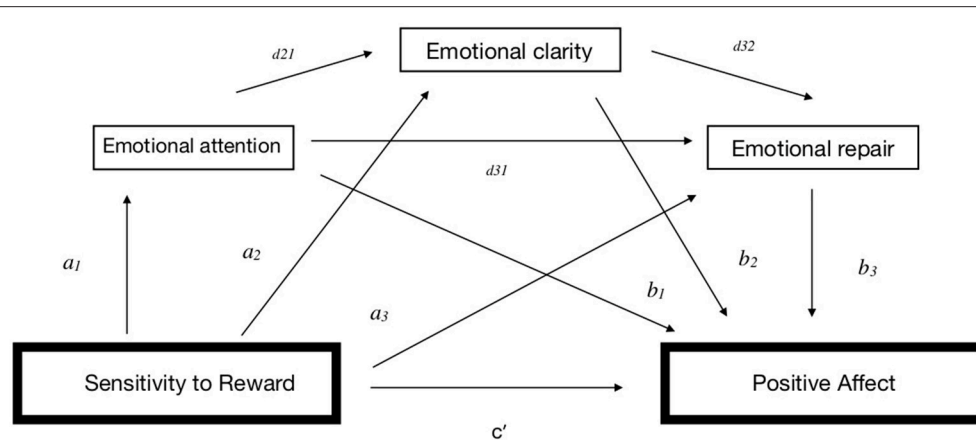 Emotional clarity
d21
d32
Emotional attention
Emotional repair
d31
a1
a2
a3
b1
b2
b3
Sensitivity to Reward
Positive Affect
c′